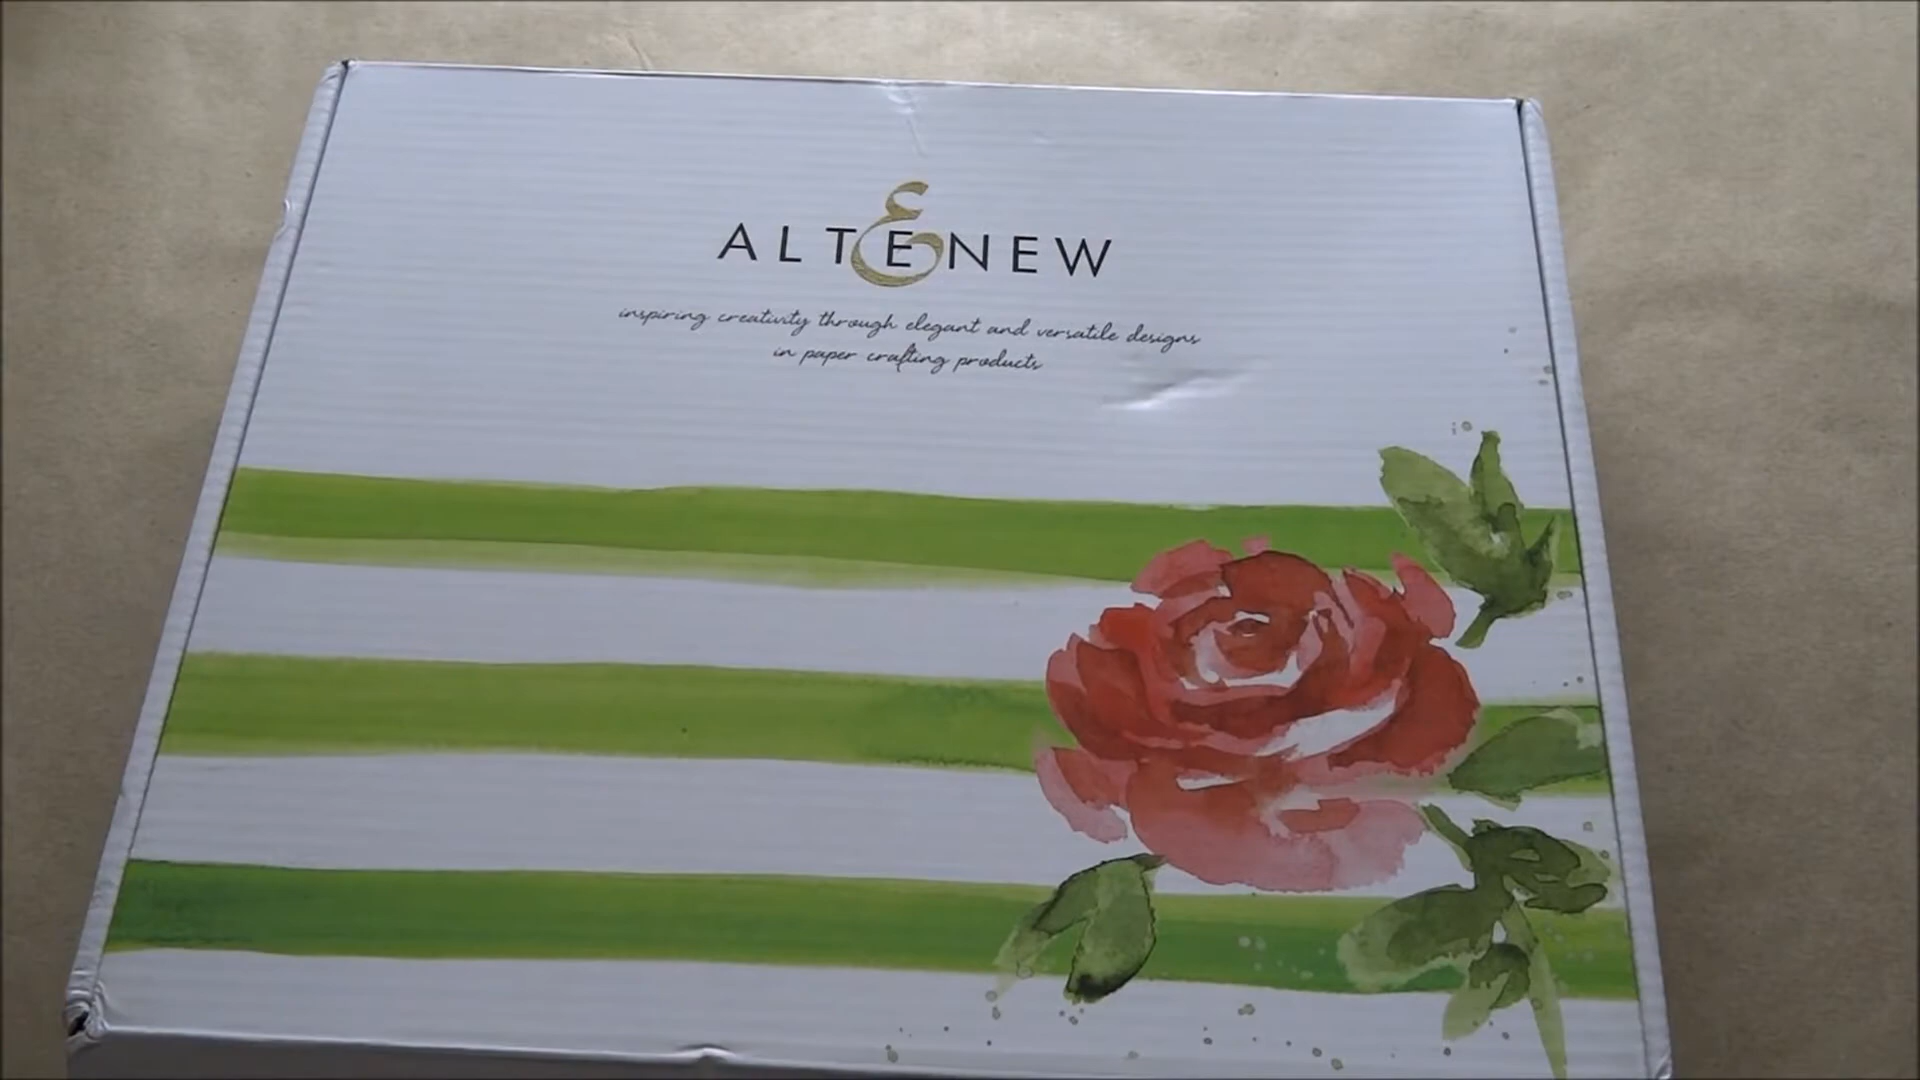 ALTENEW
inspiring creativity through elegant and versatile designs
in paper crafting products